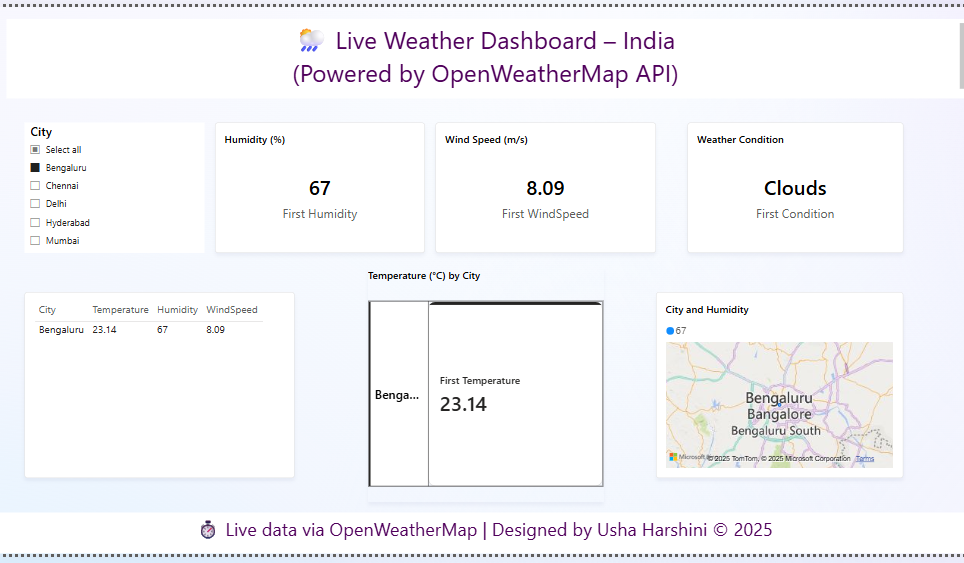 Live Weather Dashboard – India
(Powered by OpenWeatherMap API)
City
Select all
Bengaluru
Chennai
Delhi
Hyderabad
Mumbai
Humidity (%)
67
First Humidity
Wind Speed (m/s)
8.09
First WindSpeed
Weather Condition
Clouds
First Condition
City Temperature Humidity WindSpeed
Bengaluru 23.14 67 8.09
Temperature (°C) by City
Benga...
First Temperature
23.14
City and Humidity
67
Bengaluru
Bangalore
Bengaluru South
Microsoft
© 2025 TomTom, © 2025 Microsoft Corporation Terms
Live data via OpenWeatherMap | Designed by Usha Harshini © 2025